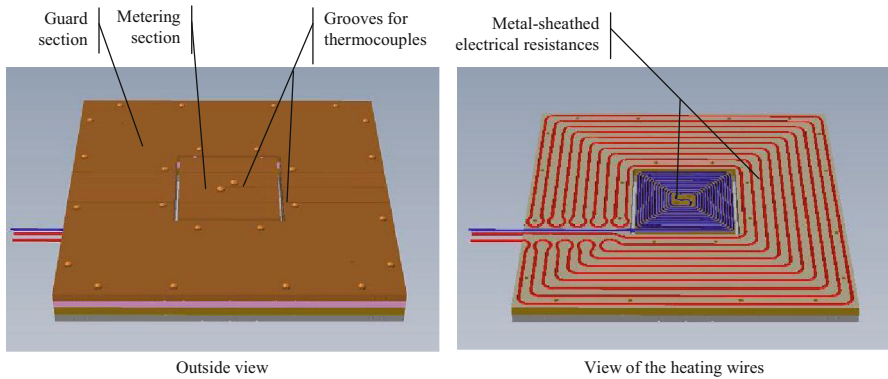 Guard
section
Metering
section
Grooves for
thermocouples
Metal-sheathed
electrical resistances
Outside view
View of the heating wires